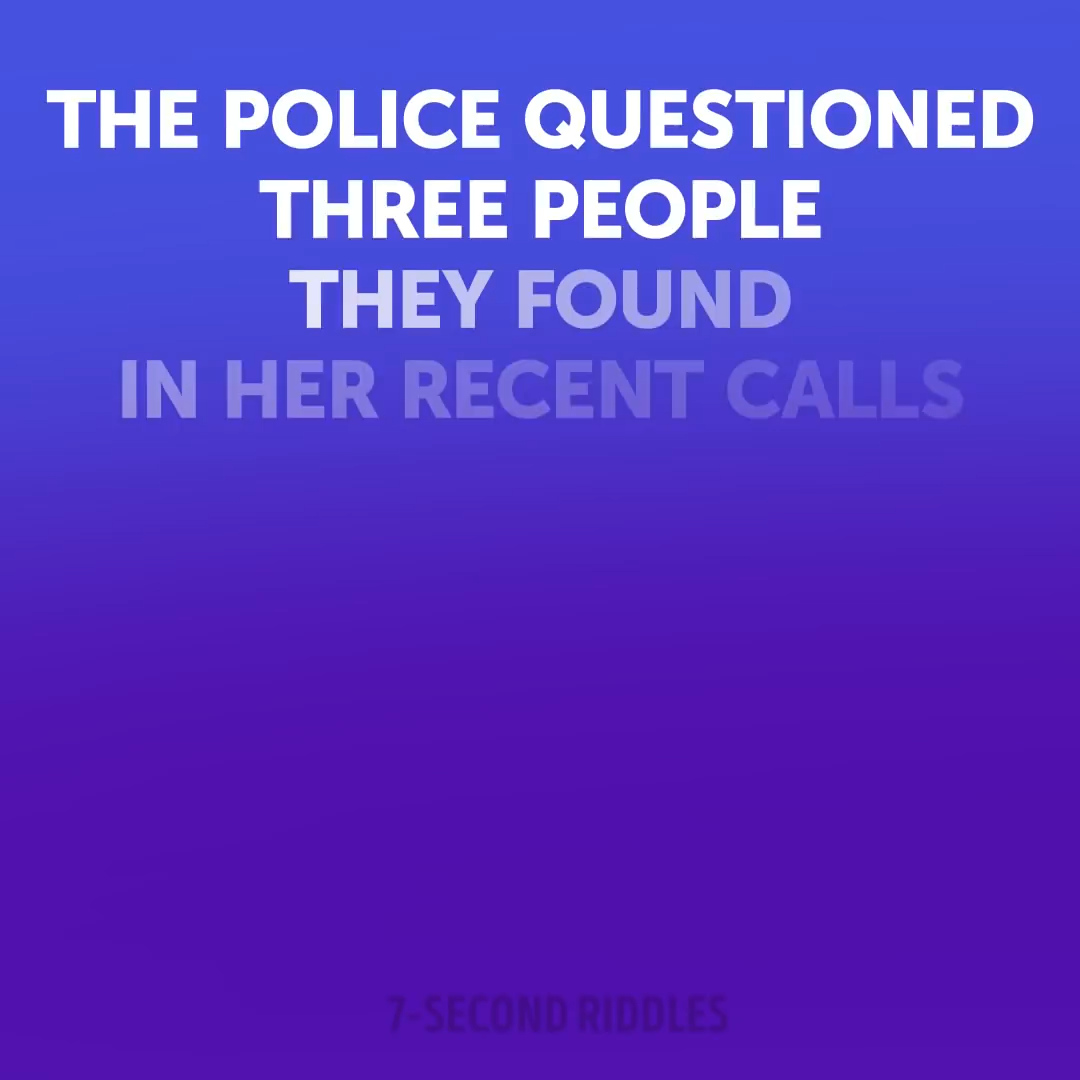 THE POLICE QUESTIONED
THREE PEOPLE
THEY FOUND
IN HER RECENT CALLS
7-SECOND RIDDLES